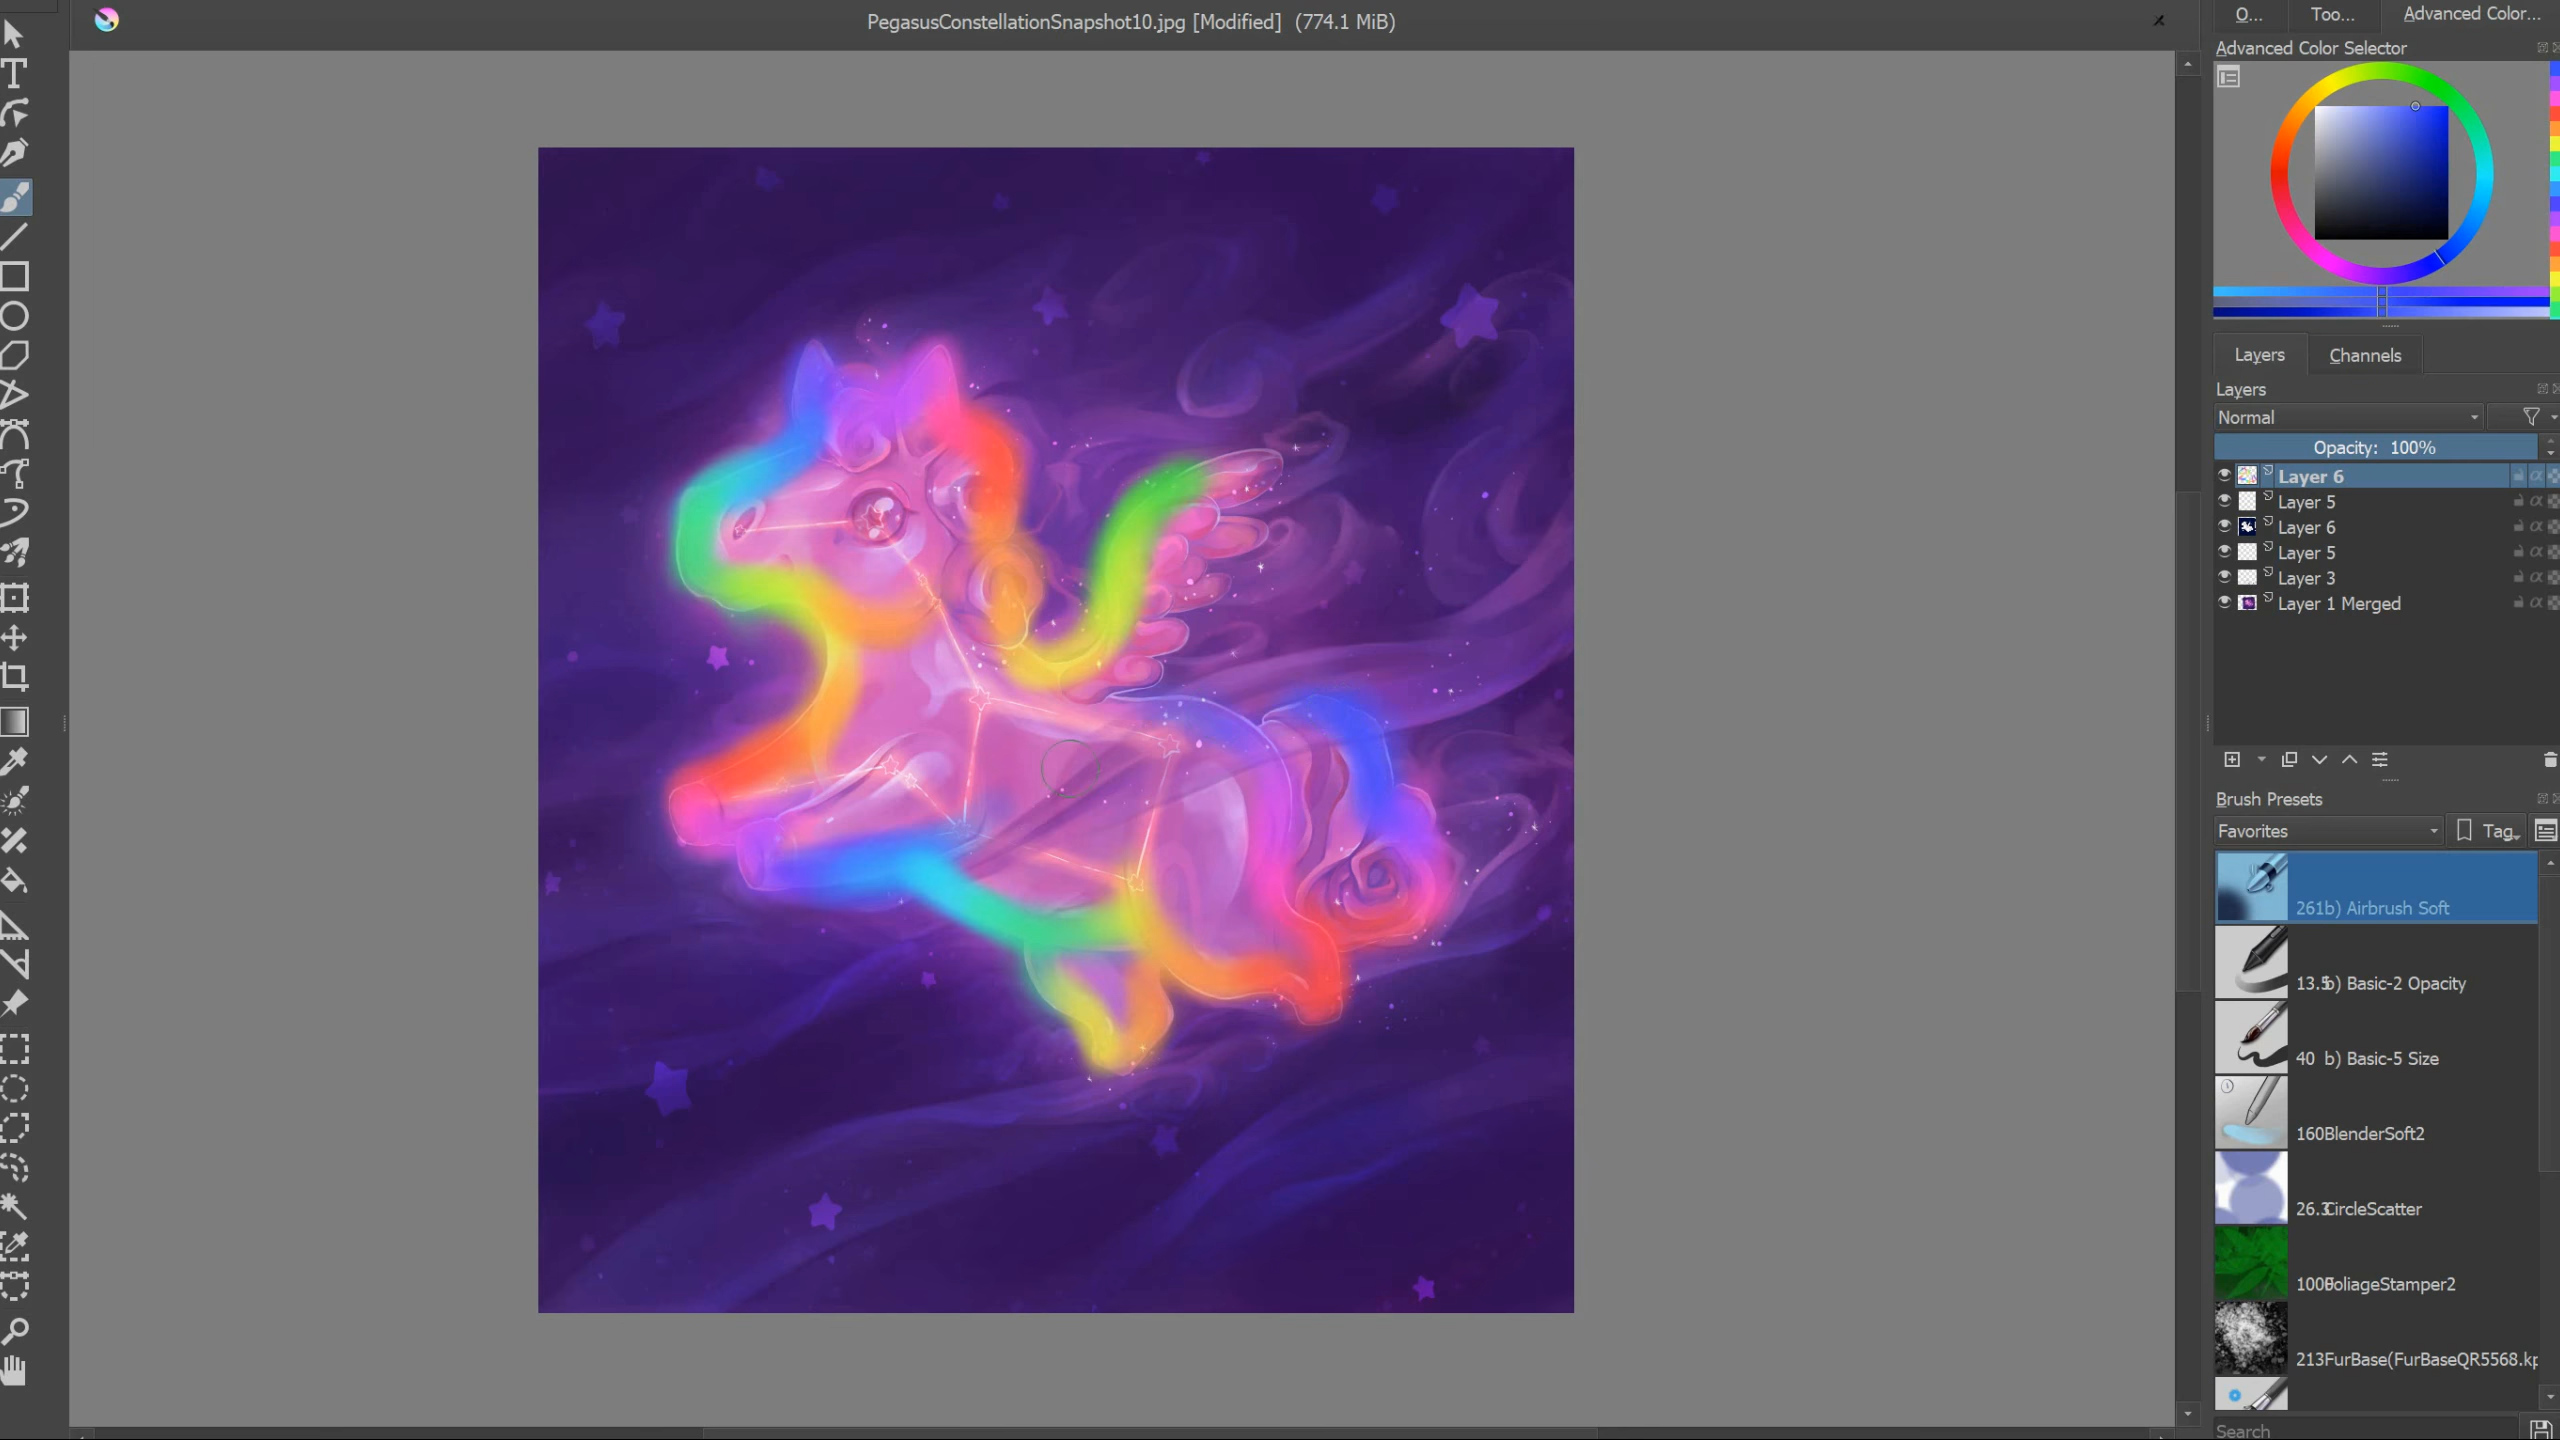 PegasusConstellationSnapshot10.jpg [Modified] (774.1 MiB)
O... Too... Advanced Color...
Advanced Color Selector
Layers Channels
Layers
Normal
Opacity: 100%
Layer 6
Layer 5
Layer 6
Layer 5
Layer 3
Layer 1 Merged
Brush Presets
Favorites Tag
261b) Airbrush Soft
13.5b) Basic-2 Opacity
40 b) Basic-5 Size
160BlenderSoft2
26.3CircleScatter
100FoliageStamper2
213FurBase(FurBaseQR5568.kp
Search